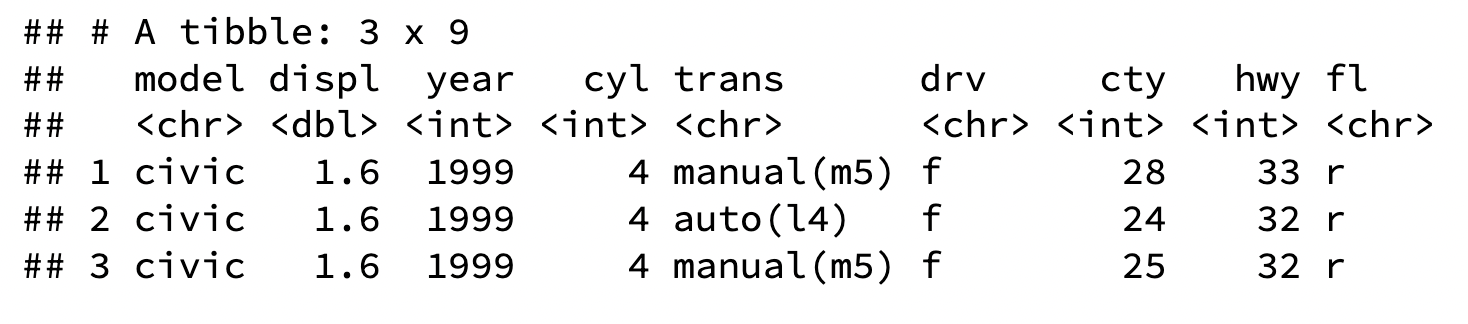 ## # A tibble: 3 x 9
##   model displ  year   cyl trans      drv     cty   hwy fl
##   <chr> <dbl> <int> <int> <chr>      <chr> <int> <int> <chr>
## 1 civic   1.6  1999     4 manual(m5) f        28    33 r
## 2 civic   1.6  1999     4 auto(l4)   f        24    32 r
## 3 civic   1.6  1999     4 manual(m5) f        25    32 r